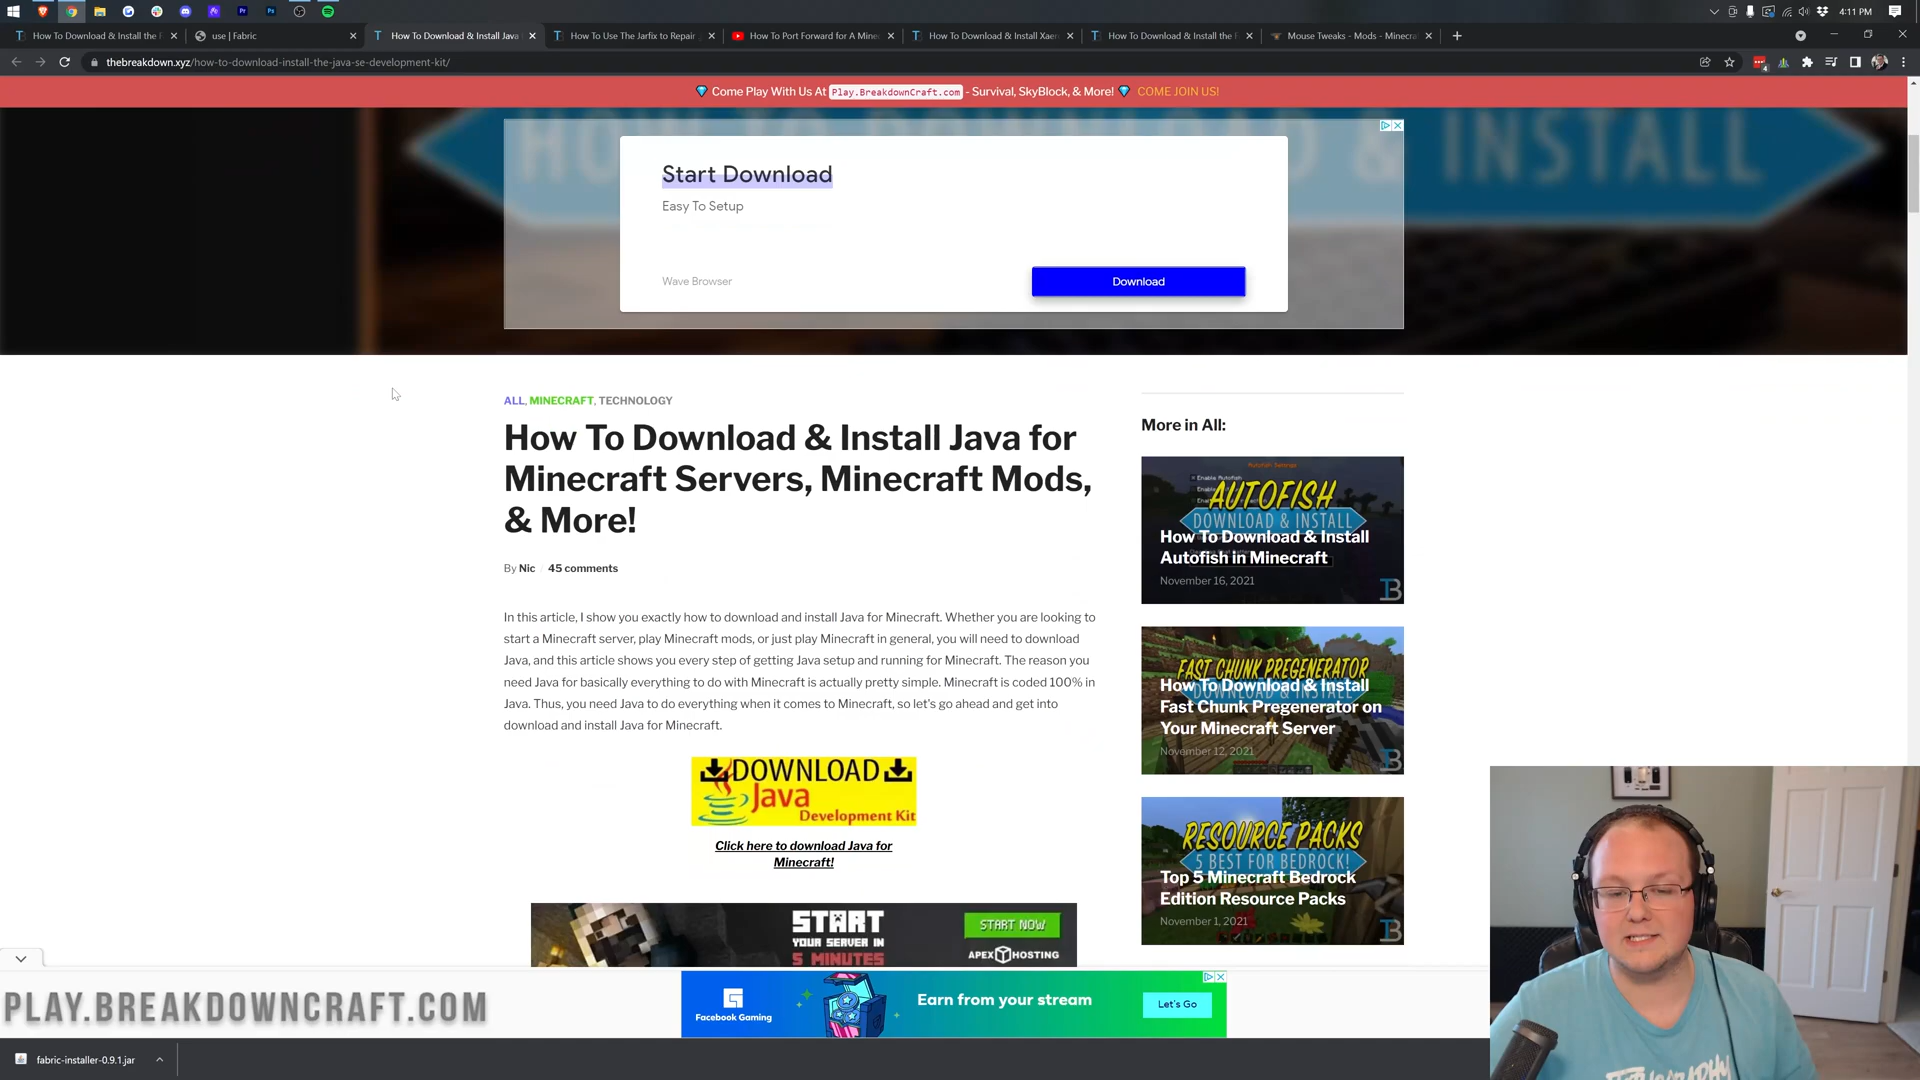 4:11 PM
How To Download & Install the F
use | Fabric
How To Download & Install Java
How To Use The Jarfix to Repair
How To Port Forward for A Minec
How To Download & Install Xaer
How To Download & Install the F
Mouse Tweaks - Mods - Minecraf
thebreakdown.xyz/how-to-download-install-the-java-se-development-kit/
Come Play With Us At Play.BreakdownCraft.com - Survival, SkyBlock, & More! COME JOIN US!
HOW TO DOWNLOAD & INSTALL
Start Download
Easy To Setup
Wave Browser
Download
ALL, MINECRAFT, TECHNOLOGY
How To Download & Install Java for
Minecraft Servers, Minecraft Mods,
& More!
By Nic / 45 comments
In this article, I show you exactly how to download and install Java for Minecraft. Whether you are looking to
start a Minecraft server, play Minecraft mods, or just play Minecraft in general, you will need to download
Java, and this article shows you every step of getting Java setup and running for Minecraft. The reason you
need Java for basically everything to do with Minecraft is actually pretty simple. Minecraft is coded 100% in
Java. Thus, you need Java to do everything when it comes to Minecraft, so let's go ahead and get into
download and install Java for Minecraft.
DOWNLOAD
Java
Development Kit
Click here to download Java for
Minecraft!
START
YOUR SERVER IN
5 MINUTES
START NOW
APEX HOSTING
More in All:
Autofish Settings
Enable Autofish
AUTOFISH
DOWNLOAD & INSTALL
How To Download & Install
Autofish in Minecraft
November 16, 2021
FAST CHUNK PREGENERATOR
DOWNLOAD & INSTALL
How To Download & Install
Fast Chunk Pregenerator on
Your Minecraft Server
November 12, 2021
RESOURCE PACKS
5 BEST FOR BEDROCK!
Top 5 Minecraft Bedrock
Edition Resource Packs
November 1, 2021
PLAY.BREAKDOWNCRAFT.COM
Facebook Gaming
Earn from your stream
Let's Go
fabric-installer-0.9.1.jar